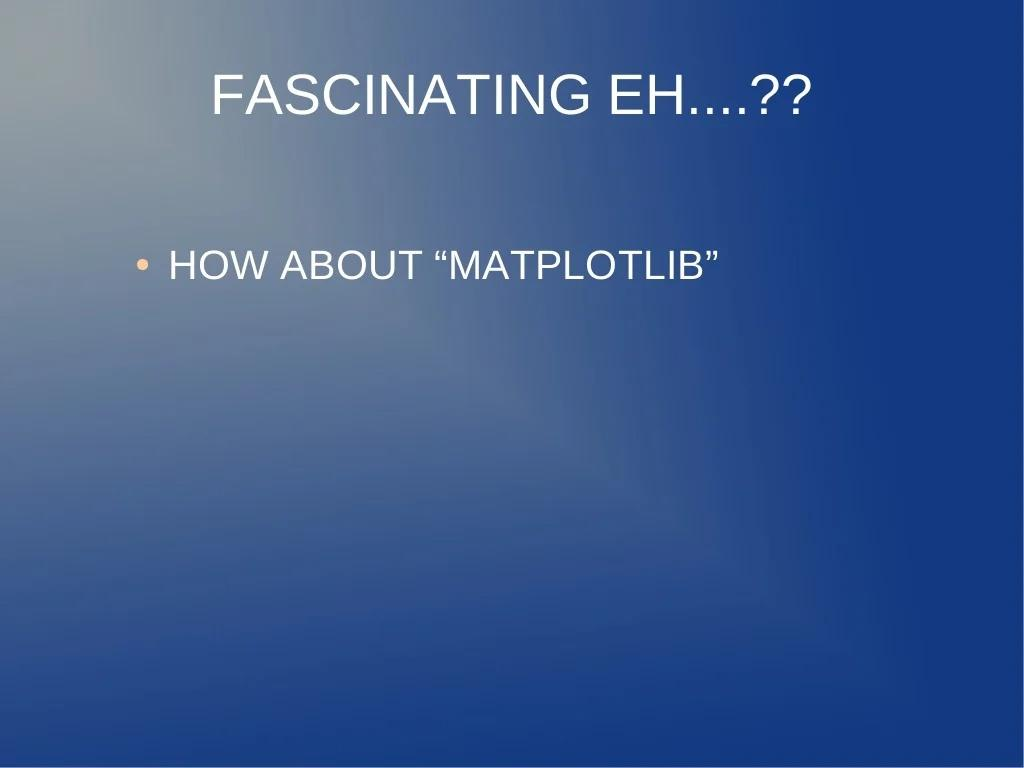 FASCINATING EH....??
• HOW ABOUT “MATPLOTLIB”